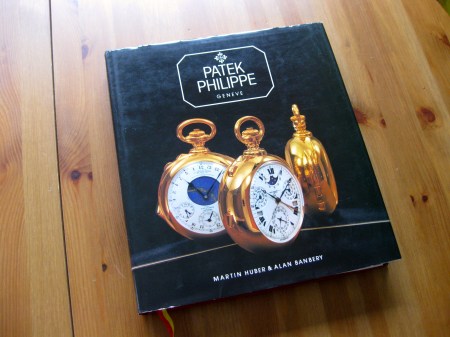 PATEK
PHILIPPE
GENÈVE
MARTIN HUBER & ALAN BANBERY